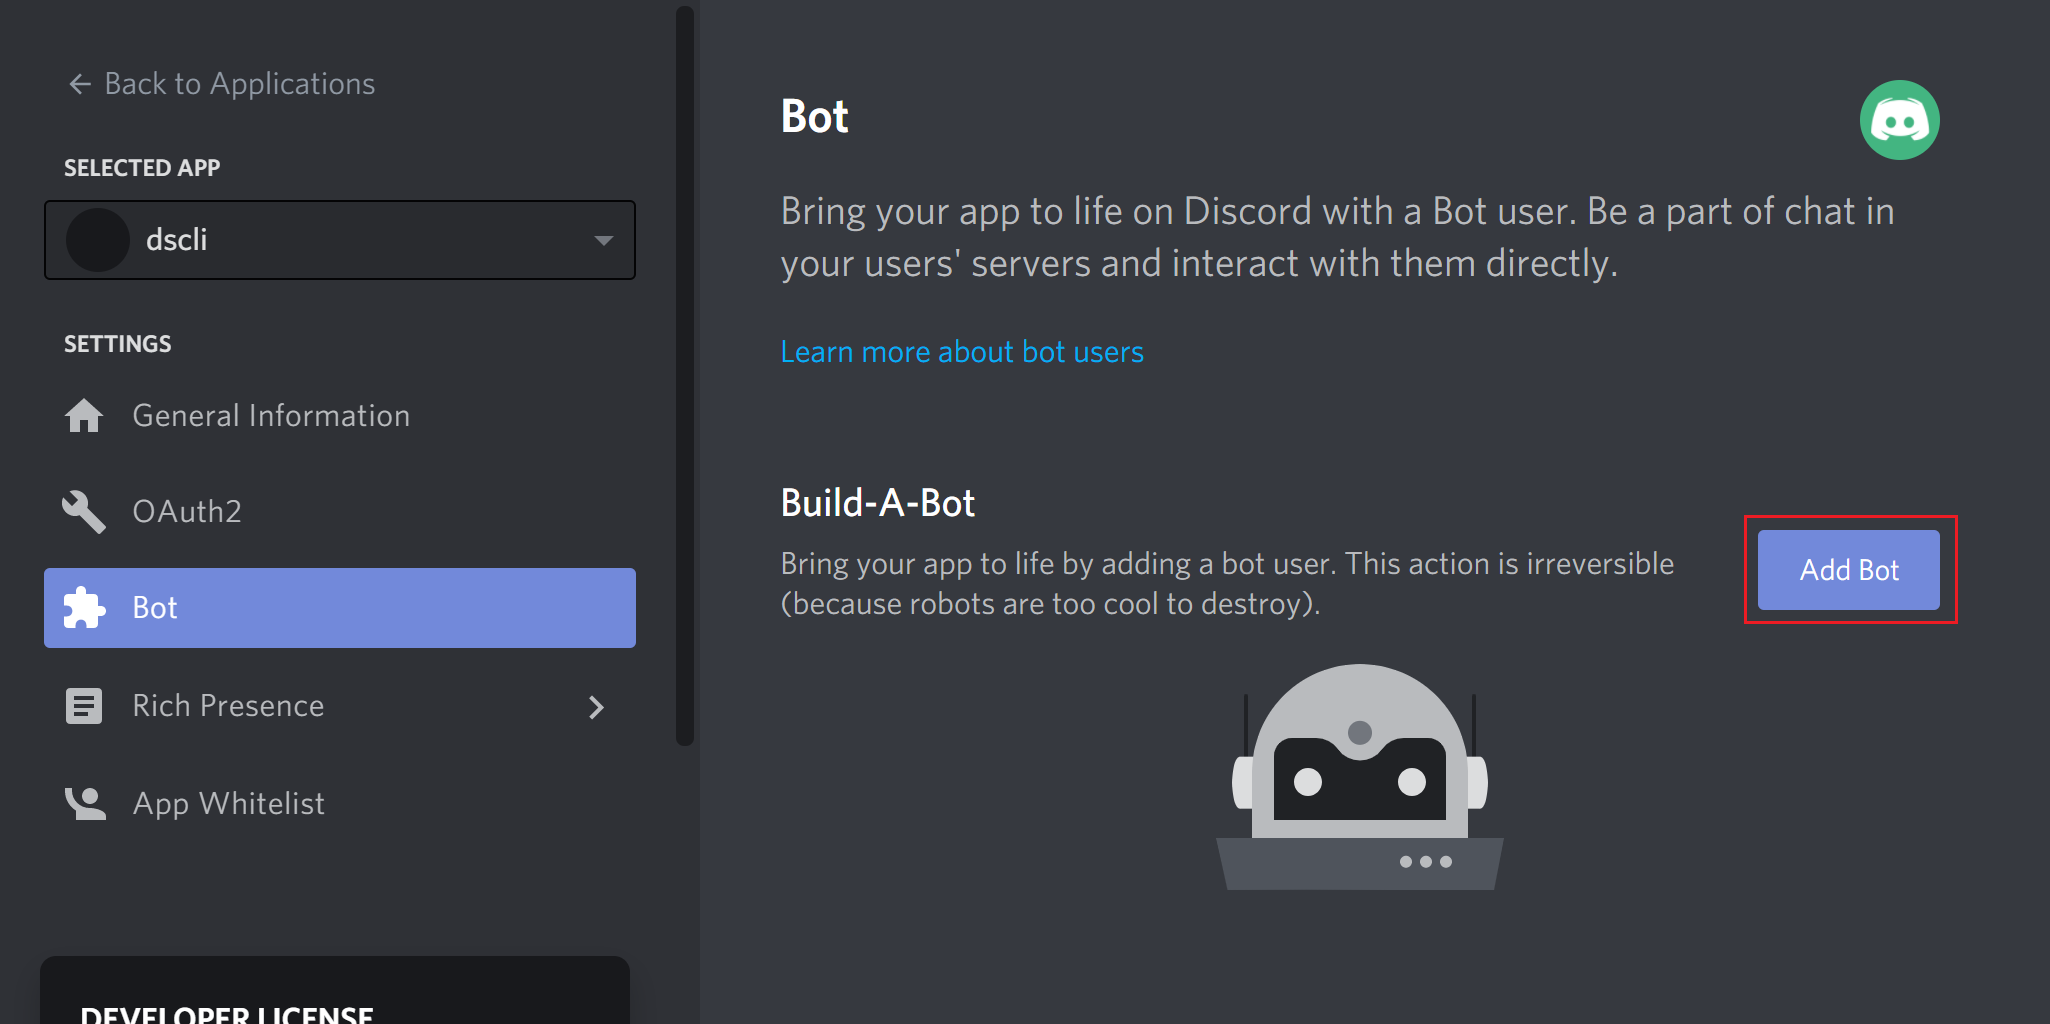 Back to Applications
SELECTED APP
dscli
SETTINGS
General Information
OAuth2
Bot
Rich Presence
App Whitelist
DEVELOPER LICENSE
Bot
Bring your app to life on Discord with a Bot user. Be a part of chat in
your users' servers and interact with them directly.
Learn more about bot users
Build-A-Bot
Bring your app to life by adding a bot user. This action is irreversible
(because robots are too cool to destroy).
Add Bot